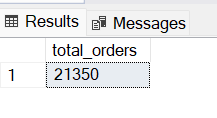 Results Messages
total_orders
1 21350